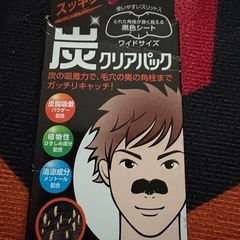 スッキリ
使いやすいスリット入
とれた角栓が良く見える
黒色シート
ワイドサイズ
炭
クリアパック
炭の吸着力で、毛穴の奥の角栓まで
ガッチリキャッチ!
炭脂吸着
パウダー
配合
植物性
ひきしめ成分
配合
清涼成分
メントール
配合